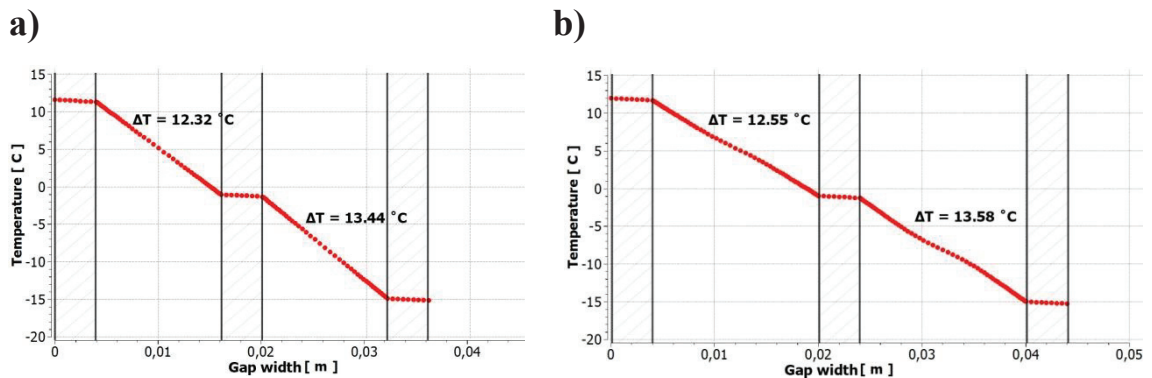 a)
15
10
5
0
-5
-10
-15
-20
Temperature [ C ]
ΔT = 12.32 °C
ΔT = 13.44 °C
0
0,01
0,02
0,03
0,04
Gap width [ m ]
b)
15
10
5
0
-5
-10
-15
-20
Temperature [ C ]
ΔT = 12.55 °C
ΔT = 13.58 °C
0
0,01
0,02
0,03
0,04
0,05
Gap width [ m ]